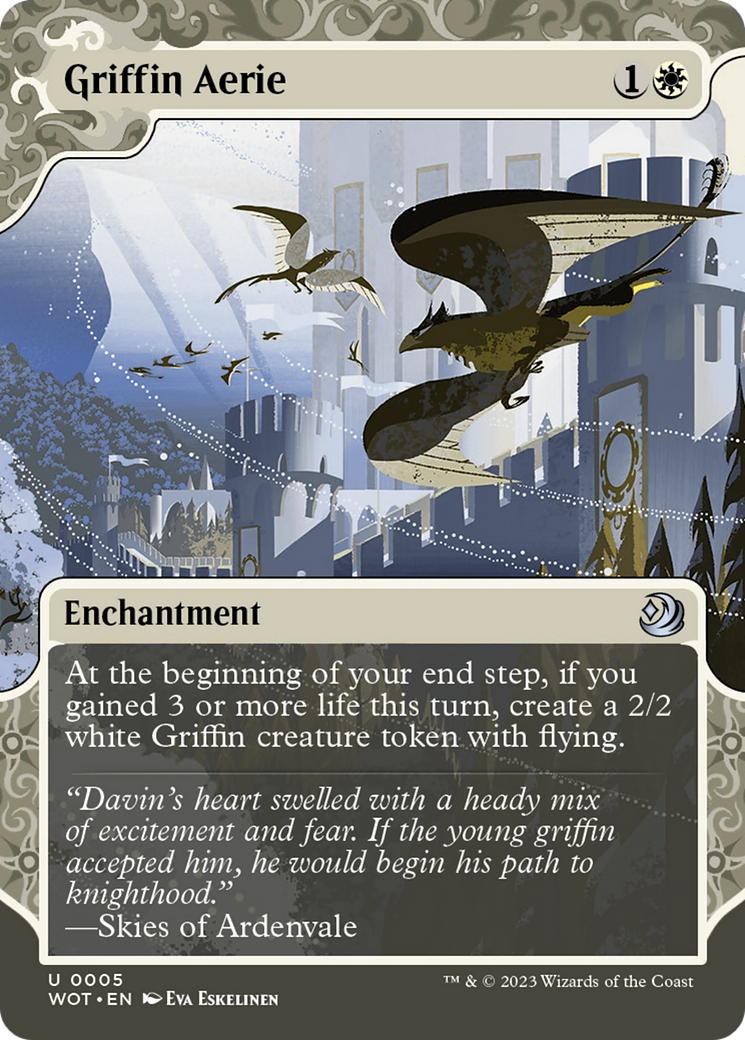 Griffin Aerie 1
Enchantment
At the beginning of your end step, if you
gained 3 or more life this turn, create a 2/2
white Griffin creature token with flying.
“Davin’s heart swelled with a heady mix
of excitement and fear. If the young griffin
accepted him, he would begin his path to
knighthood.”
—Skies of Ardenvale
U 0005
WOT • EN Eva Eskelinen
™ & © 2023 Wizards of the Coast